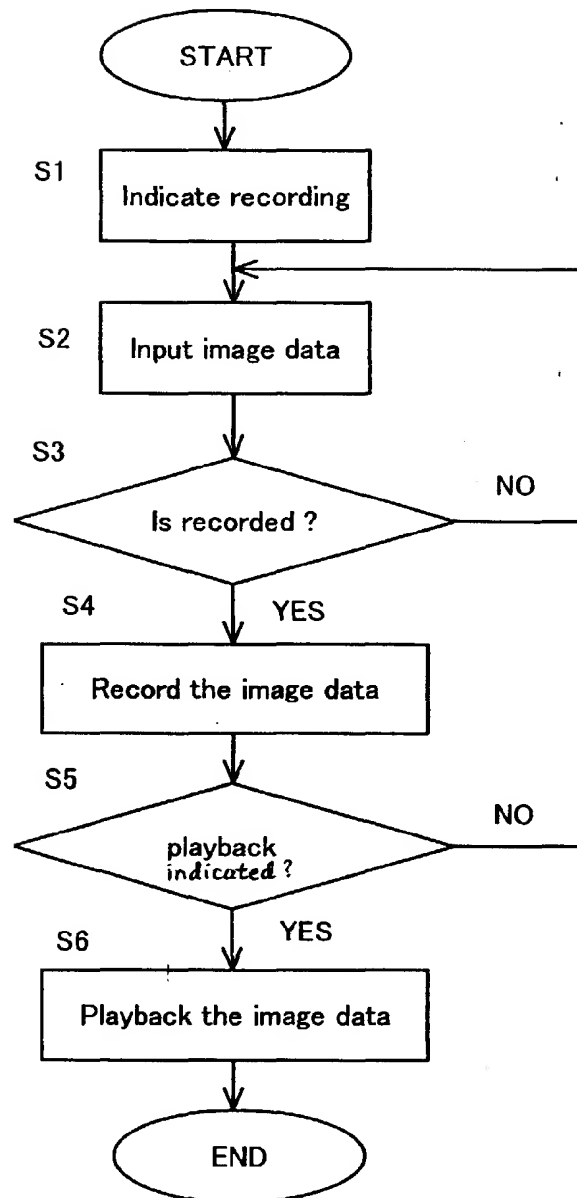 START
S1
Indicate recording
S2
Input image data
S3
Is recorded ?
NO
S4
YES
Record the image data
S5
NO
playback
indicated ?
YES
S6
Playback the image data
END